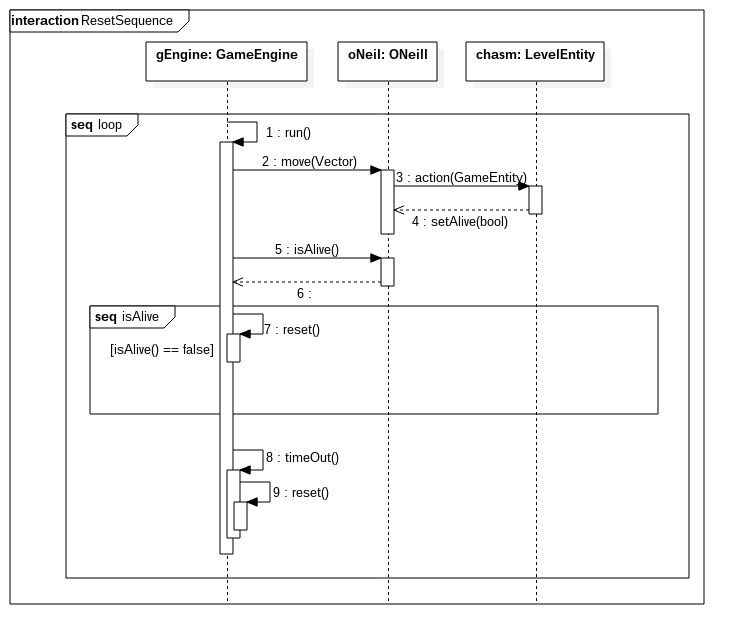 interaction ResetSequence
gEngine: GameEngine
oNeil: ONeill
chasm: LevelEntity
seq loop
1 : run()
2 : move(Vector)
3 : action(GameEntity)
4 : setAlive(bool)
5 : isAlive()
6 :
seq isAlive
7 : reset()
[isAlive() == false]
8 : timeOut()
9 : reset()